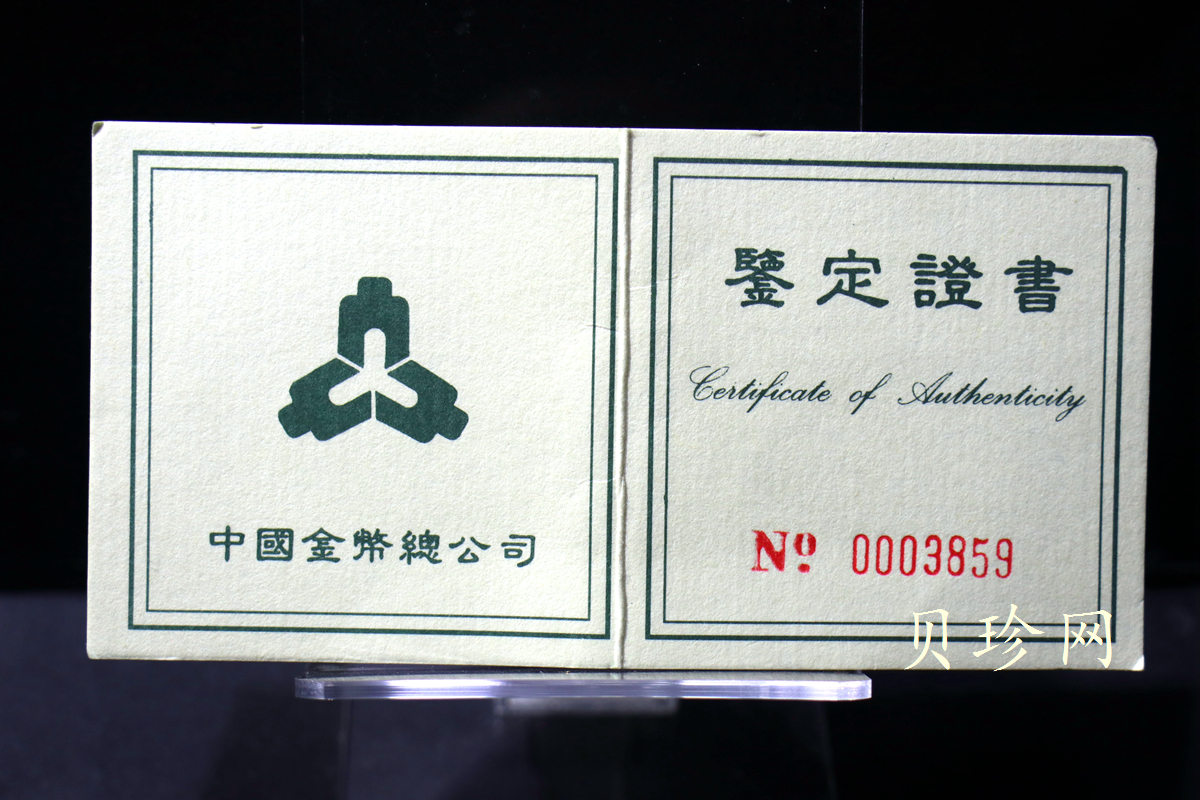 中國金幣總公司
鑒定證書
Certificate of Authenticity
Nº 0003859
贝珍网